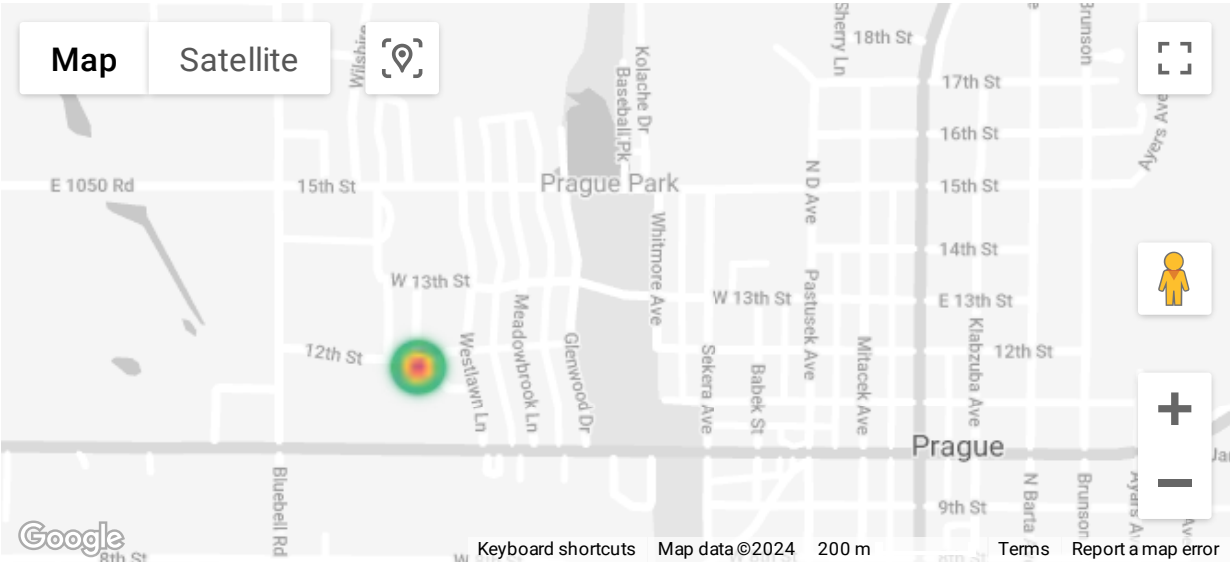 Map
Satellite
Wilshire
Kolache Dr
Baseball Pk
Sherry Ln
18th St
Brunson
17th St
16th St
Ayers Ave
E 1050 Rd
15th St
Prague Park
N D Ave
15th St
Whitmore Ave
14th St
W 13th St
W 13th St
E 13th St
Pastusek Ave
Meadowbrook Ln
Klabzuba Ave
12th St
12th St
Westlawn Ln
Glenwood Dr
Sekera Ave
Babek St
Mitacek Ave
Prague
Bluebell Rd
N Barta
Brunson
9th St
Google
8th St
Keyboard shortcuts
Map data ©2024
200 m
Terms
Report a map error